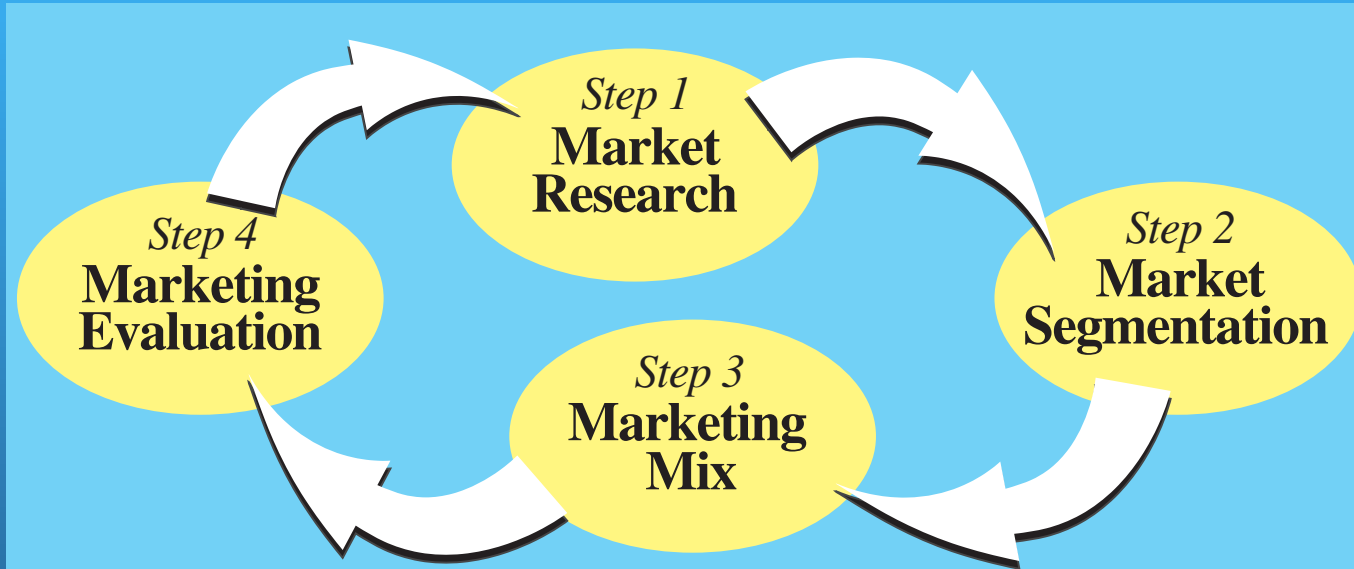 Step 1
Market
Research
Step 2
Market
Segmentation
Step 3
Marketing
Mix
Step 4
Marketing
Evaluation